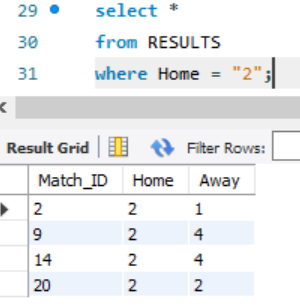 29 select *
30 from RESULTS
31 where Home = "2";
Result Grid Filter Rows:
Match_ID Home Away
2 2 1
9 2 4
14 2 4
20 2 2